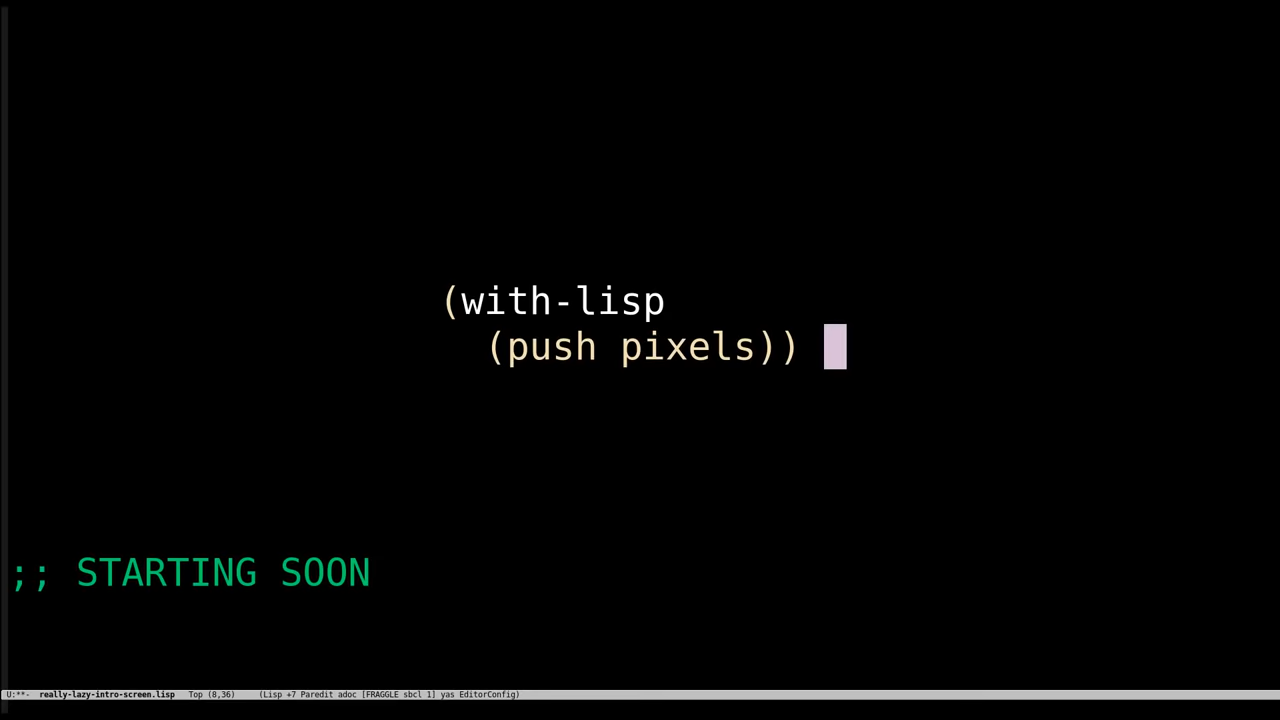 (with-lisp
(push pixels))
;; STARTING SOON
U:**- really-lazy-intro-screen.lisp Top (8,36) (Lisp +7 Paredit adoc [FRAGGLE sbcl 1] yas EditorConfig)